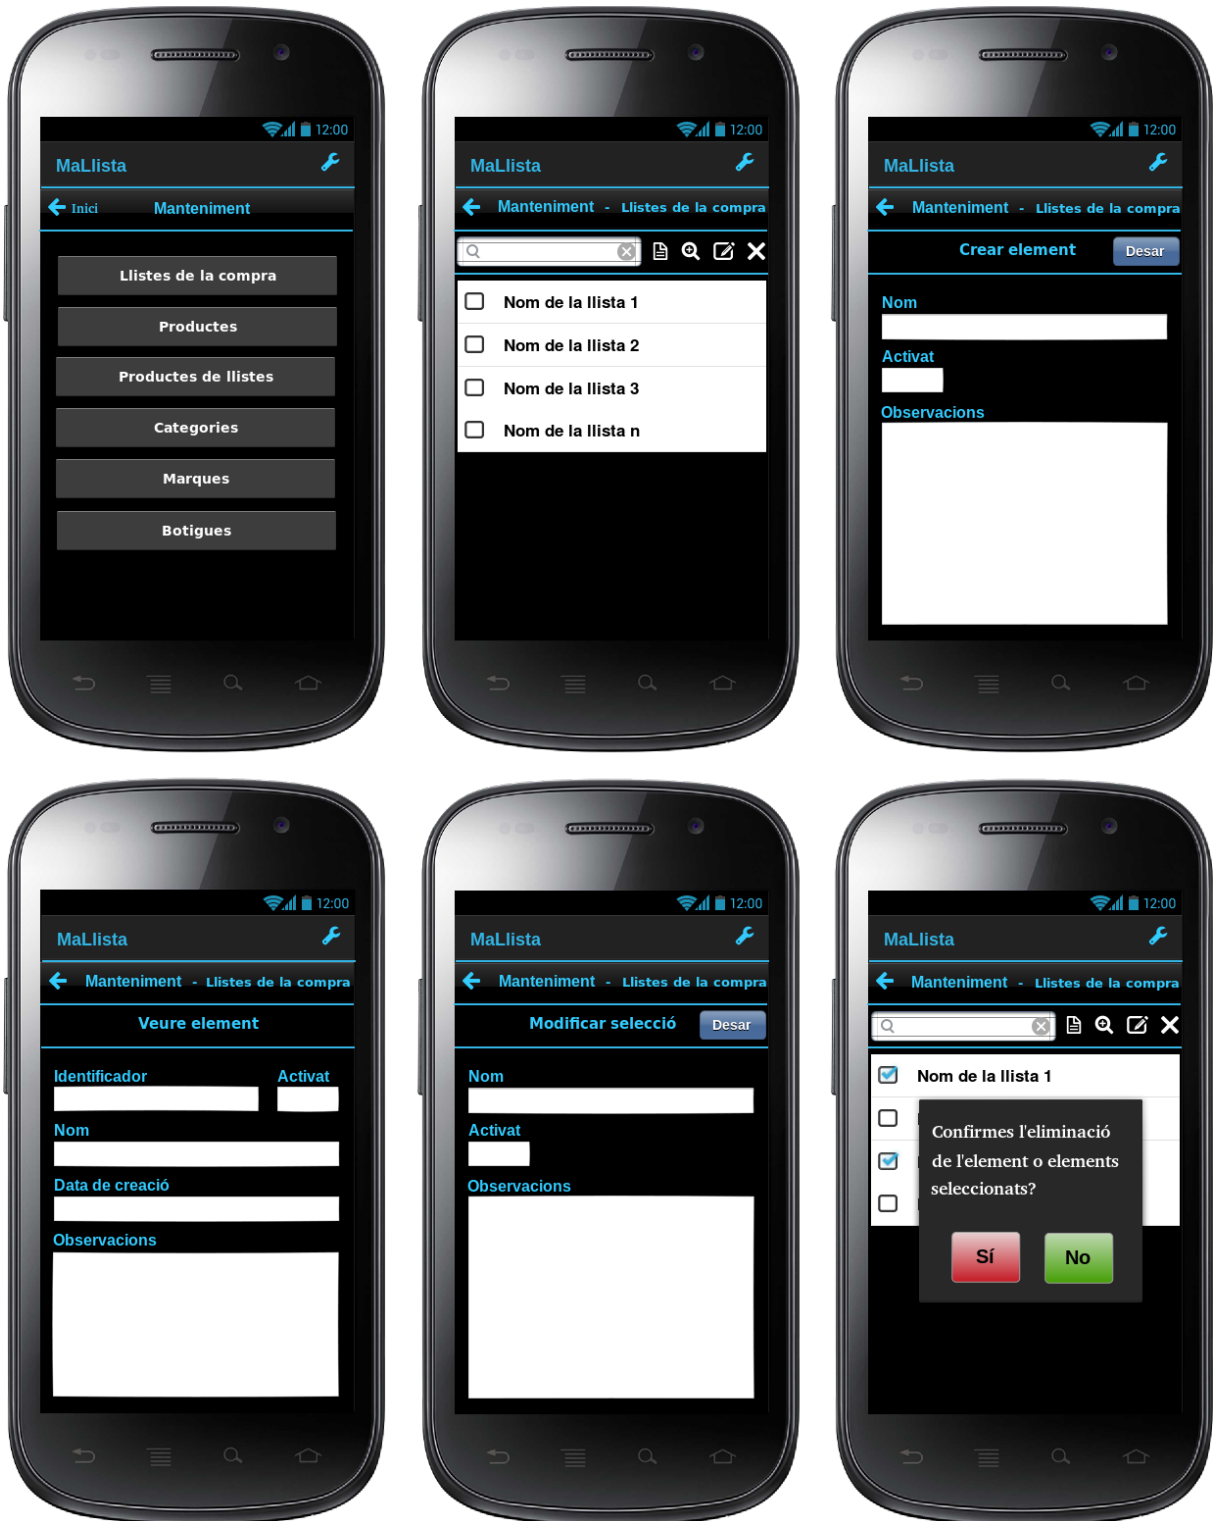 12:00
MaLlista
Inici Manteniment
Llistes de la compra
Productes
Productes de llistes
Categories
Marques
Botigues
12:00
MaLlista
Manteniment - Llistes de la compra
Nom de la llista 1
Nom de la llista 2
Nom de la llista 3
Nom de la llista n
12:00
MaLlista
Manteniment - Llistes de la compra
Crear element Desar
Nom
Activat
Observacions
12:00
MaLlista
Manteniment - Llistes de la compra
Veure element
Identificador Activat
Nom
Data de creació
Observacions
12:00
MaLlista
Manteniment - Llistes de la compra
Modificar selecció Desar
Nom
Activat
Observacions
12:00
MaLlista
Manteniment - Llistes de la compra
Nom de la llista 1
Confirmes l'eliminació
de l'element o elements
seleccionats?
Sí No